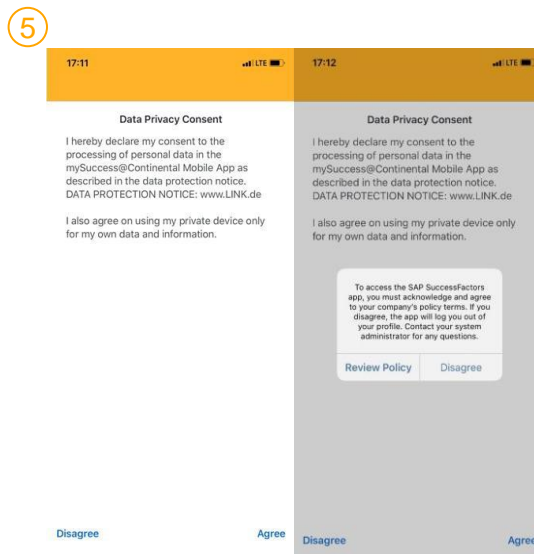 5
17:11
LTE
Data Privacy Consent
I hereby declare my consent to the
processing of personal data in the
mySuccess@Continental Mobile App as
described in the data protection notice.
DATA PROTECTION NOTICE: www.LINK.de
I also agree on using my private device only
for my own data and information.
Disagree
Agree
17:12
LTE
Data Privacy Consent
I hereby declare my consent to the
processing of personal data in the
mySuccess@Continental Mobile App as
described in the data protection notice.
DATA PROTECTION NOTICE: www.LINK.de
I also agree on using my private device only
for my own data and information.
To access the SAP SuccessFactors
app, you must acknowledge and agree
to your company's policy terms. If you
disagree, the app will log you out of
your profile. Contact your system
administrator for any questions.
Review Policy
Disagree
Disagree
Agree